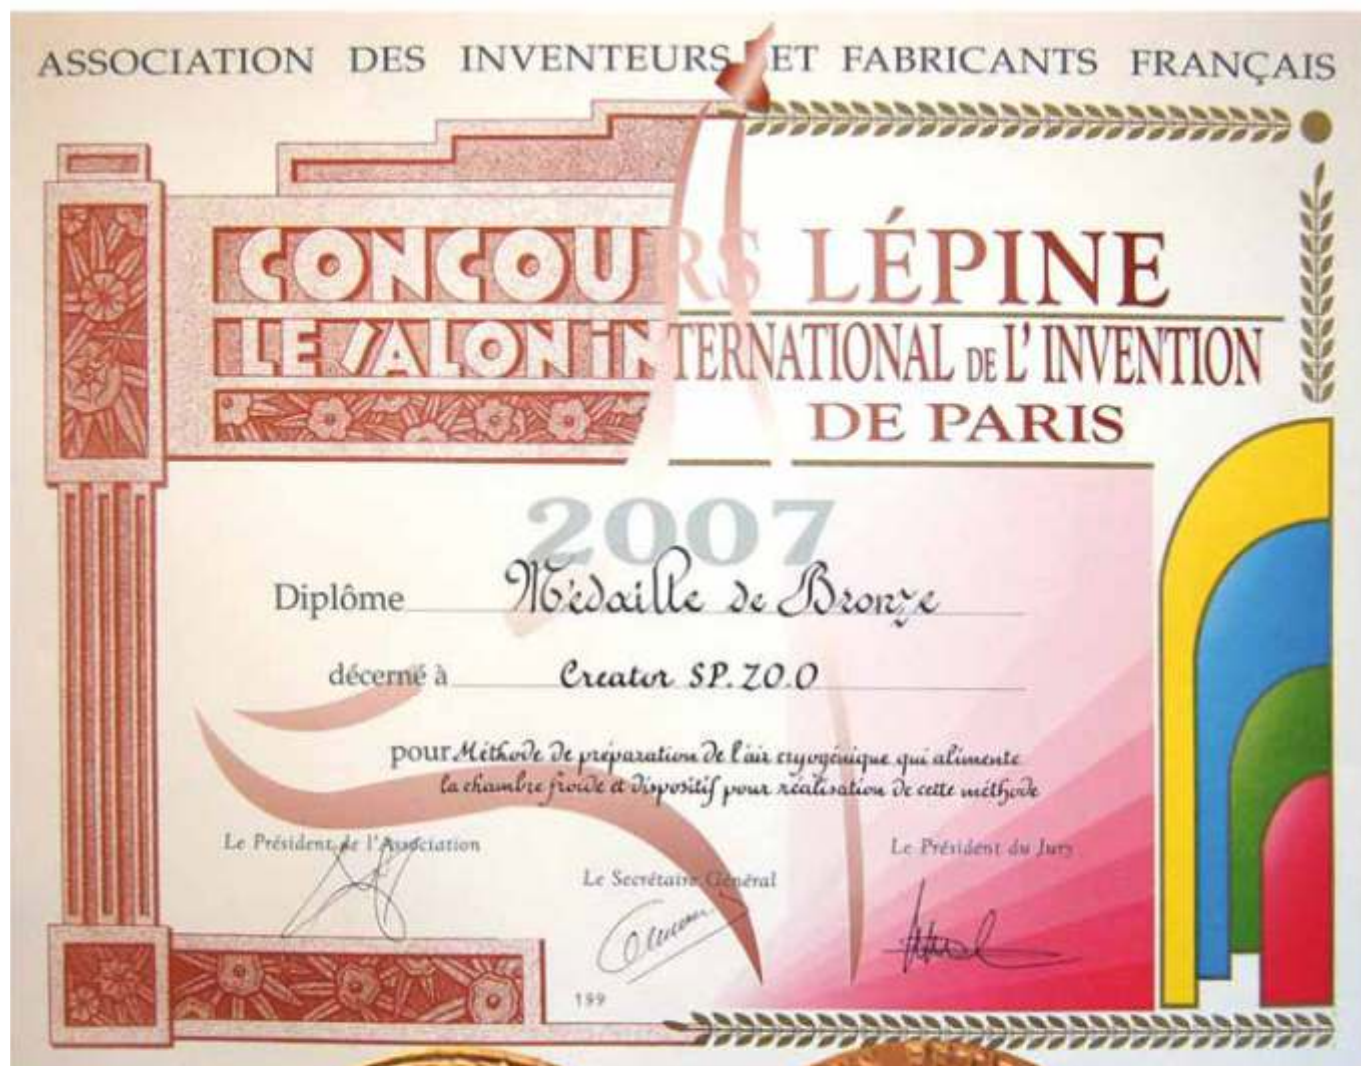 ASSOCIATION DES INVENTEURS ET FABRICANTS FRANÇAIS
CONCOURS LÉPINE
LE SALON INTERNATIONAL DE L'INVENTION
DE PARIS
2007
Diplôme Médaille de Bronze
décerné à Creator SP. ZO.O
pour Méthode de préparation de l'air cryogénique qui alimente
la chambre froide et dispositif pour réalisation de cette méthode
Le Président de l'Association
Le Secrétaire Général
Le Président du Jury
199